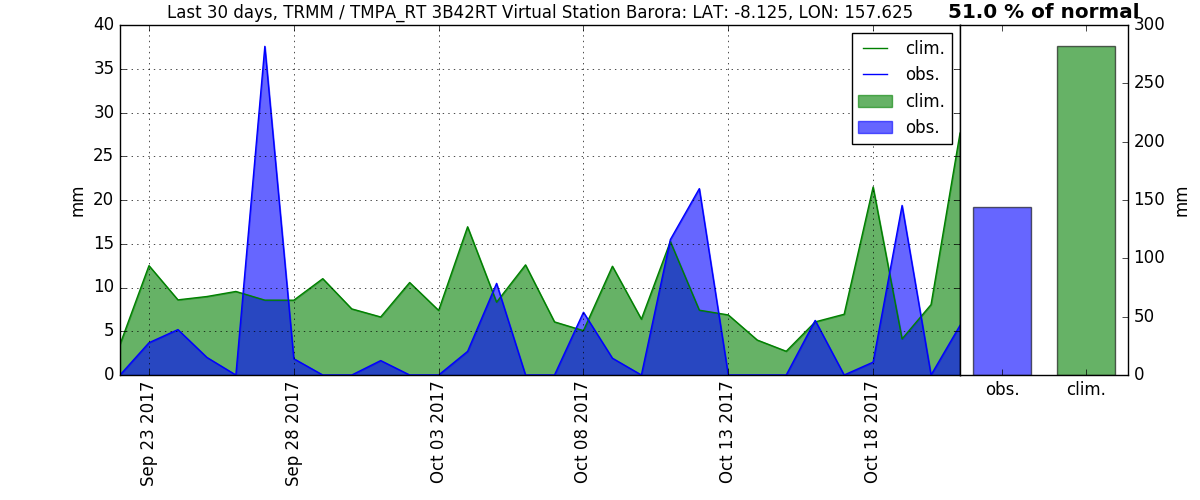 Last 30 days, TRMM / TMPA_RT 3B42RT Virtual Station Barora: LAT: -8.125, LON: 157.625
51.0 % of normal
40
35
30
25
20
15
10
5
0
mm
clim.
obs.
clim.
obs.
Sep 23 2017
Sep 28 2017
Oct 03 2017
Oct 08 2017
Oct 13 2017
Oct 18 2017
300
250
200
150
100
50
0
mm
obs.
clim.